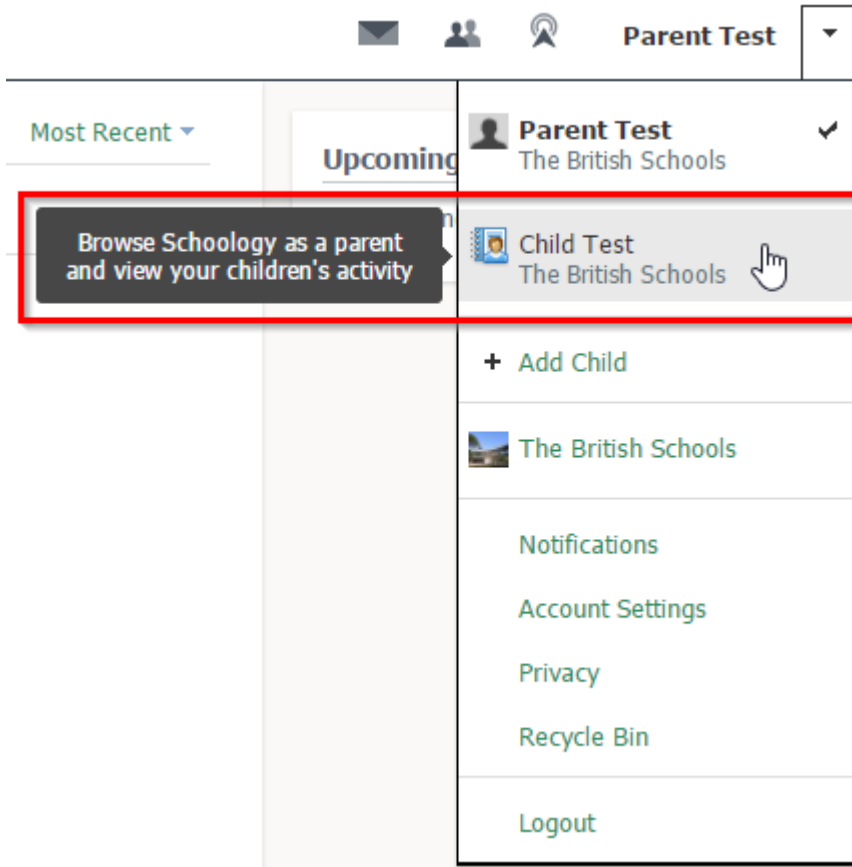 Parent Test
Most Recent
Upcoming
Parent Test
The British Schools
Browse Schoology as a parent
and view your children's activity
Child Test
The British Schools
+ Add Child
The British Schools
Notifications
Account Settings
Privacy
Recycle Bin
Logout